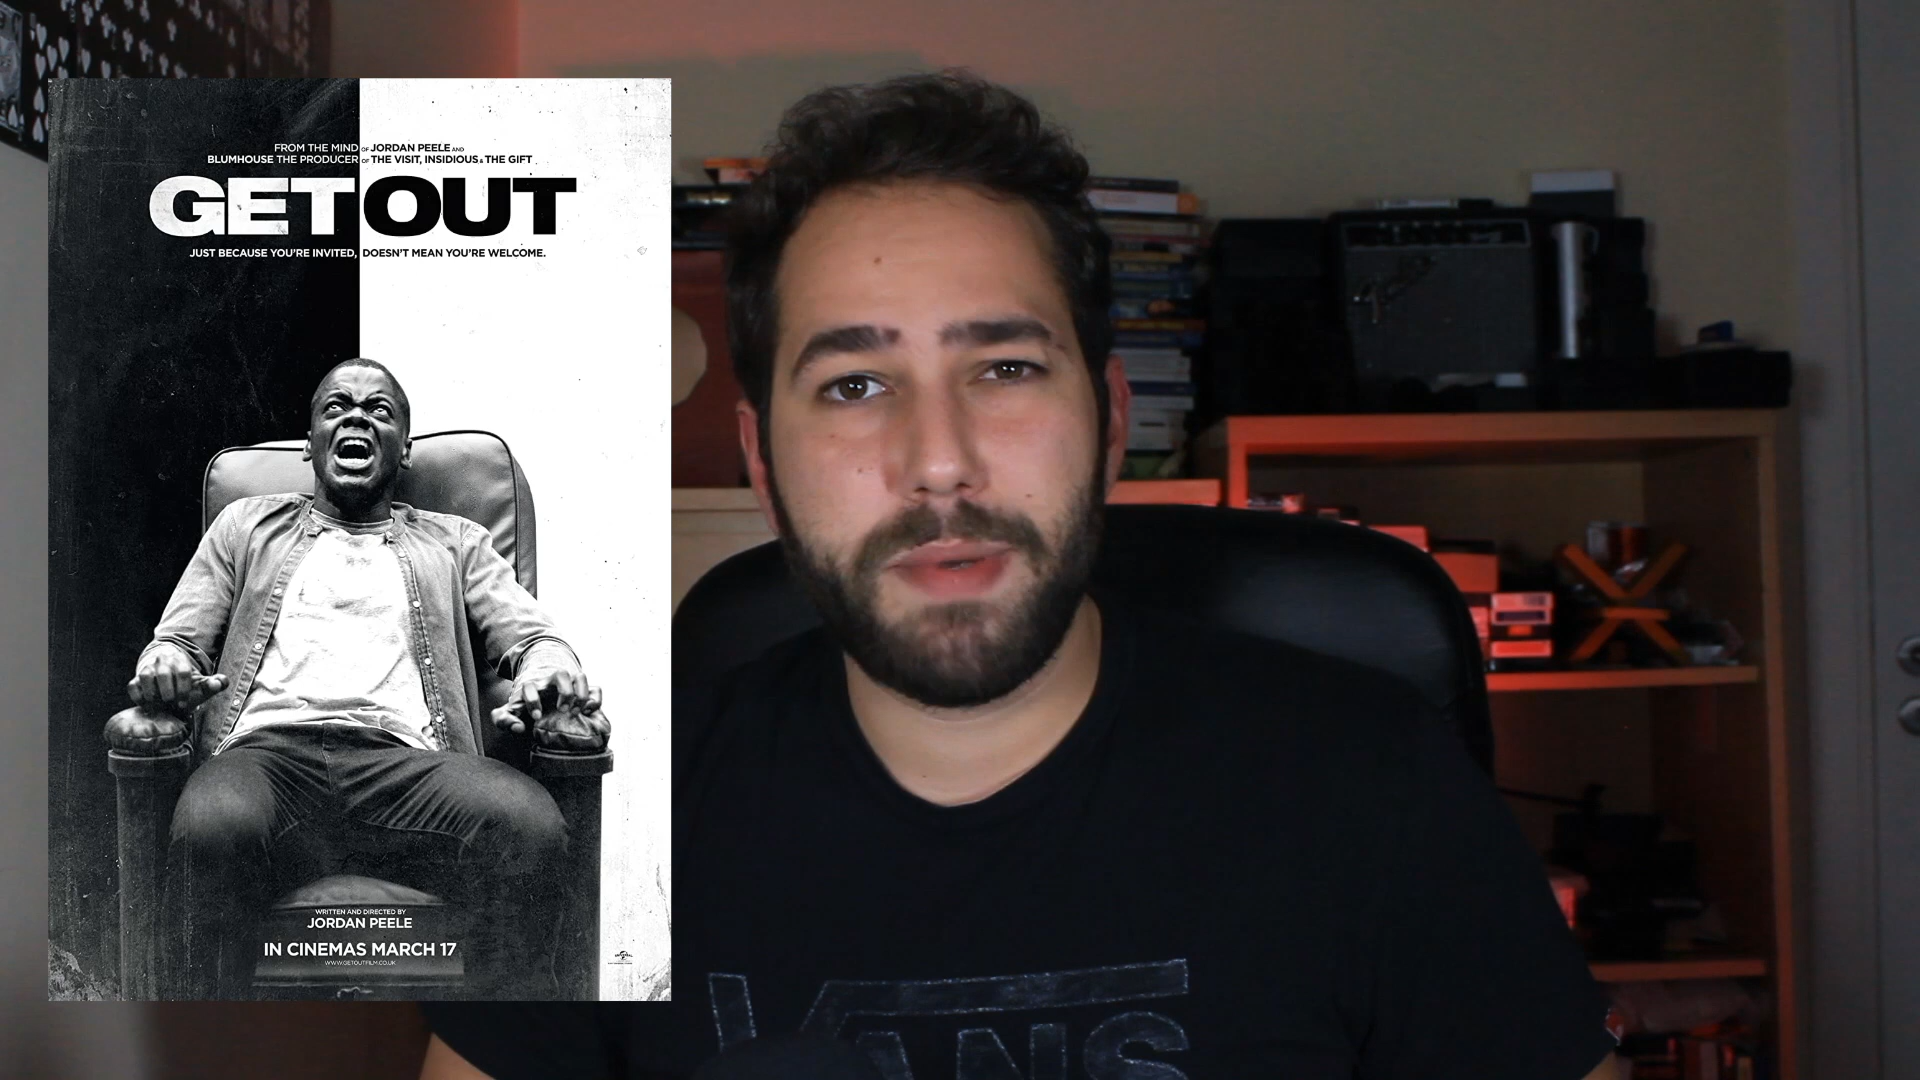 FROM THE MIND OF JORDAN PEELE AND
BLUMHOUSE THE PRODUCER OF THE VISIT, INSIDIOUS & THE GIFT
GET OUT
JUST BECAUSE YOU'RE INVITED, DOESN'T MEAN YOU'RE WELCOME.
WRITTEN AND DIRECTED BY
JORDAN PEELE
IN CINEMAS MARCH 17
WWW.GETOUTFILM.CO.UK
Fender
VANS